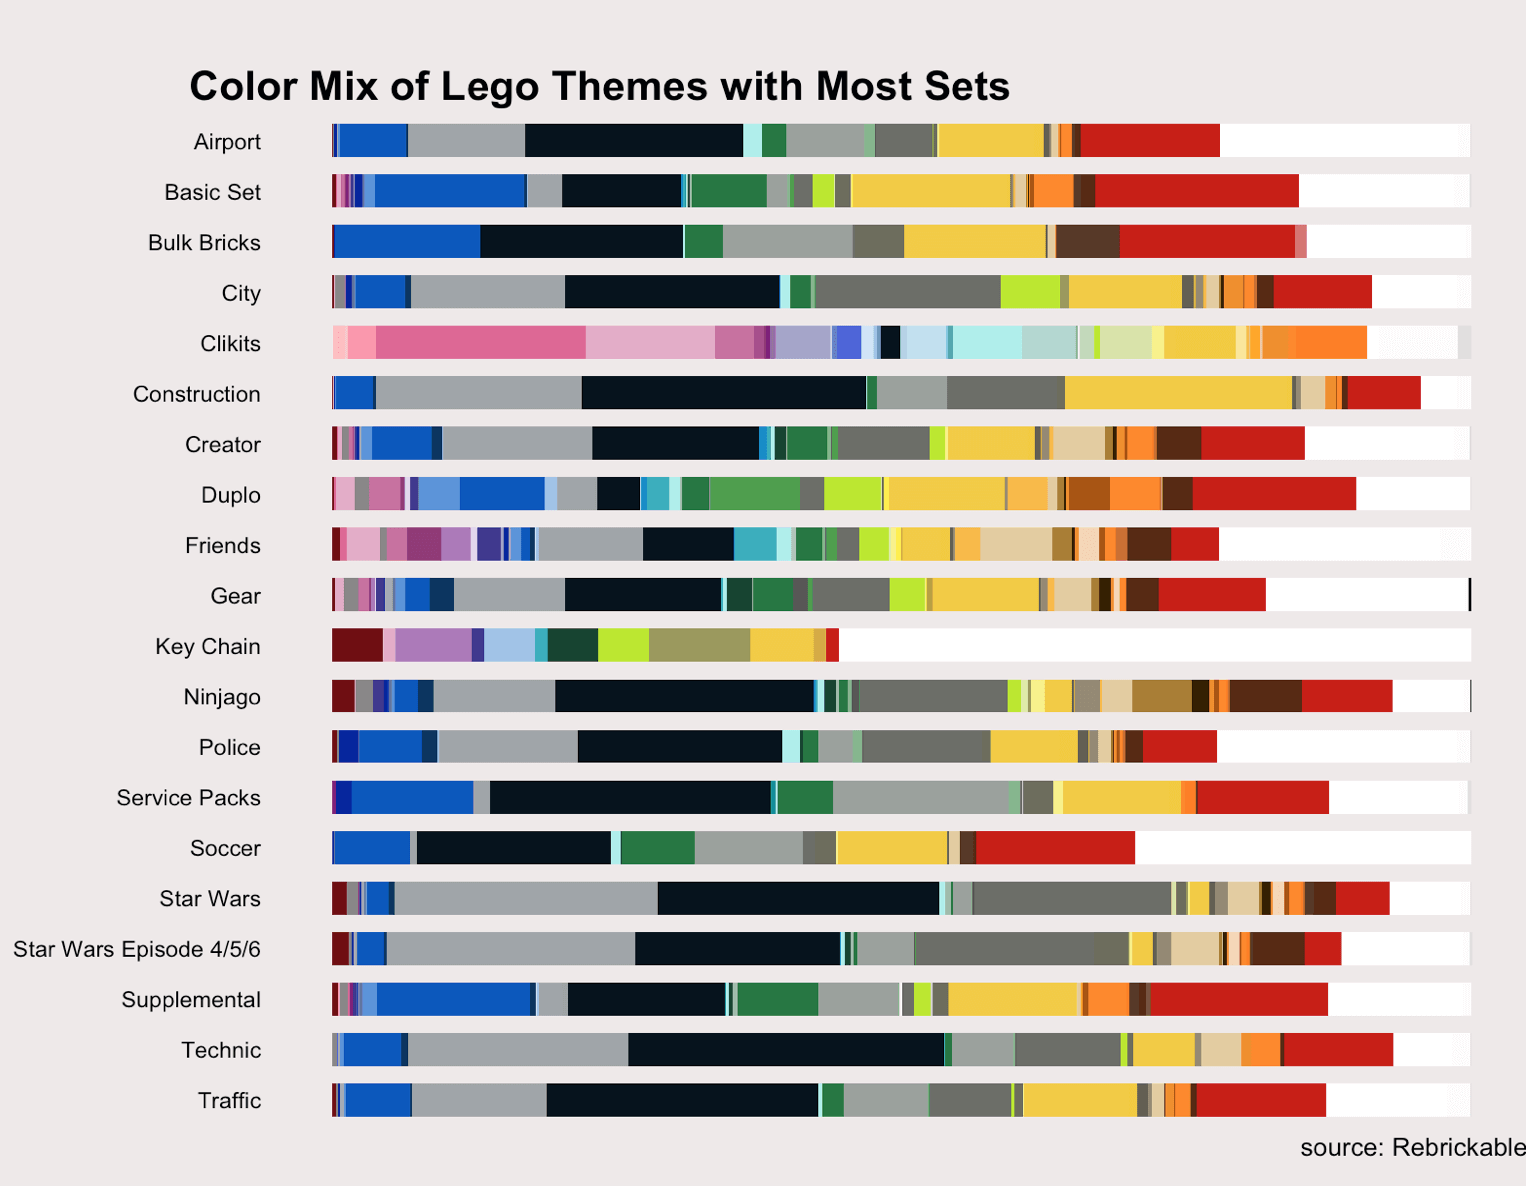 Color Mix of Lego Themes with Most Sets
Airport
Basic Set
Bulk Bricks
City
Clikits
Construction
Creator
Duplo
Friends
Gear
Key Chain
Ninjago
Police
Service Packs
Soccer
Star Wars
Star Wars Episode 4/5/6
Supplemental
Technic
Traffic
source: Rebrickable